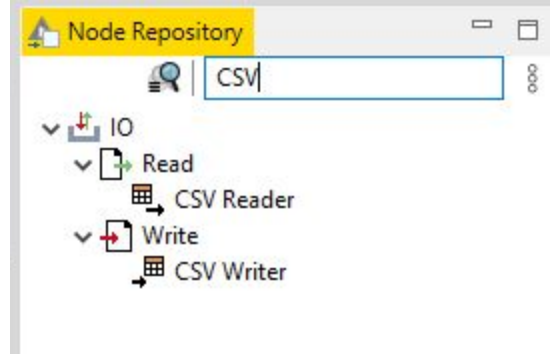 Node Repository
CSV
IO
Read
CSV Reader
Write
CSV Writer